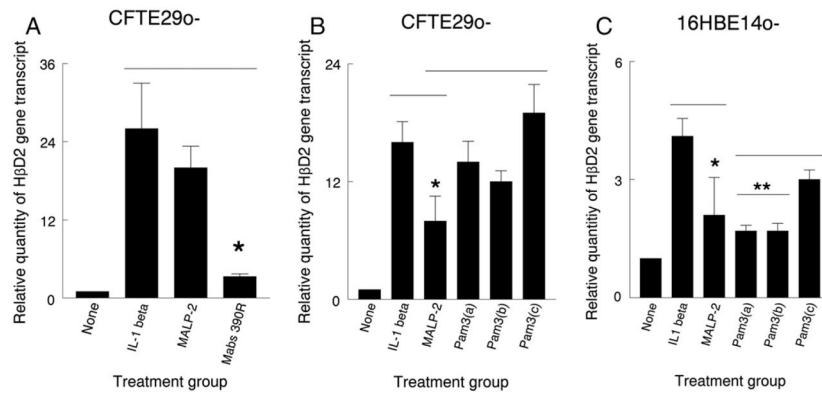 A
CFTE29o-
Relative quantity of HβD2 gene transcript
36
24
12
0
*
None
IL-1 beta
MALP-2
Mabs 390R
Treatment group
B
CFTE29o-
Relative quantity of HβD2 gene transcript
24
12
0
*
None
IL-1 beta
MALP-2
Pam3(a)
Pam3(b)
Pam3(c)
Treatment group
C
16HBE14o-
Relative quantity of HβD2 gene transcript
6
3
0
*
**
None
IL1 beta
MALP-2
Pam3(a)
Pam3(b)
Pam3(c)
Treatment group